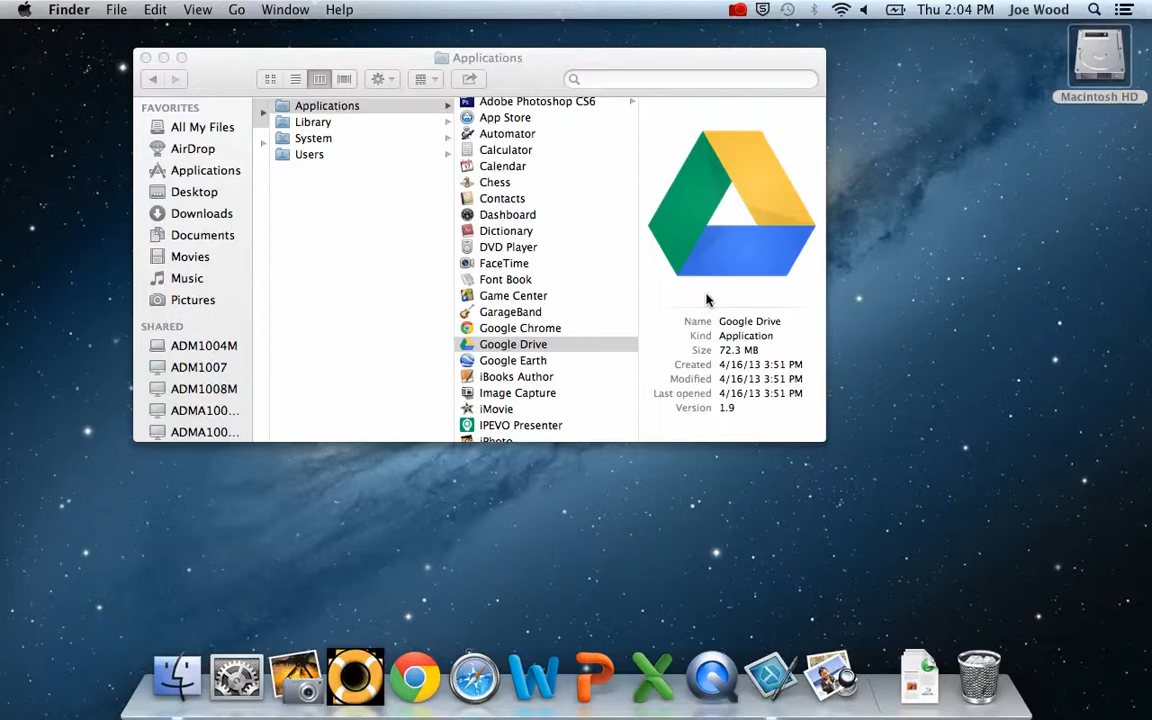 Finder File Edit View Go Window Help Thu 2:04 PM Joe Wood
Macintosh HD
Applications
FAVORITES
All My Files
AirDrop
Applications
Desktop
Downloads
Documents
Movies
Music
Pictures
SHARED
ADM1004M
ADM1007
ADM1008M
ADMA100...
ADMA100...
Applications
Library
System
Users
Adobe Photoshop CS6
App Store
Automator
Calculator
Calendar
Chess
Contacts
Dashboard
Dictionary
DVD Player
FaceTime
Font Book
Game Center
GarageBand
Google Chrome
Google Drive
Google Earth
iBooks Author
Image Capture
iMovie
IPEVO Presenter
iPhoto
Name Google Drive
Kind Application
Size 72.3 MB
Created 4/16/13 3:51 PM
Modified 4/16/13 3:51 PM
Last opened 4/16/13 3:51 PM
Version 1.9